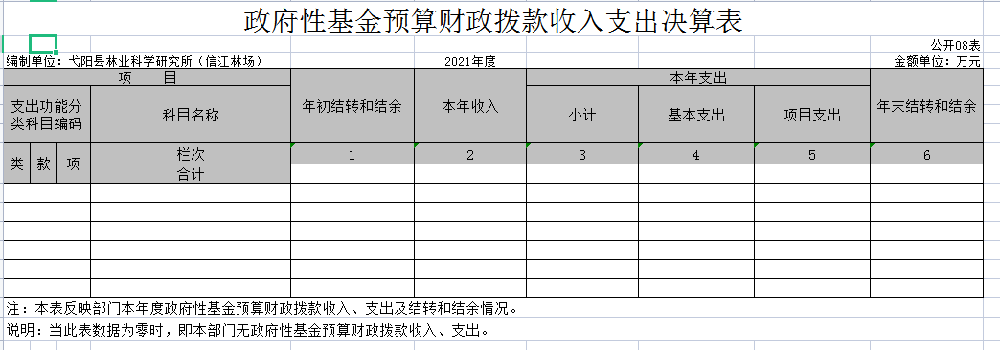 政府性基金预算财政拨款收入支出决算表
公开08表
编制单位：弋阳县林业科学研究所（信江林场） 2021年度 金额单位：万元
项 目 年初结转和结余 本年收入 本年支出 年末结转和结余
支出功能分类科目编码 科目名称 小计 基本支出 项目支出
类 款 项 栏次 1 2 3 4 5 6
合计
注：本表反映部门本年度政府性基金预算财政拨款收入、支出及结转和结余情况。
说明：当此表数据为零时，即本部门无政府性基金预算财政拨款收入、支出。